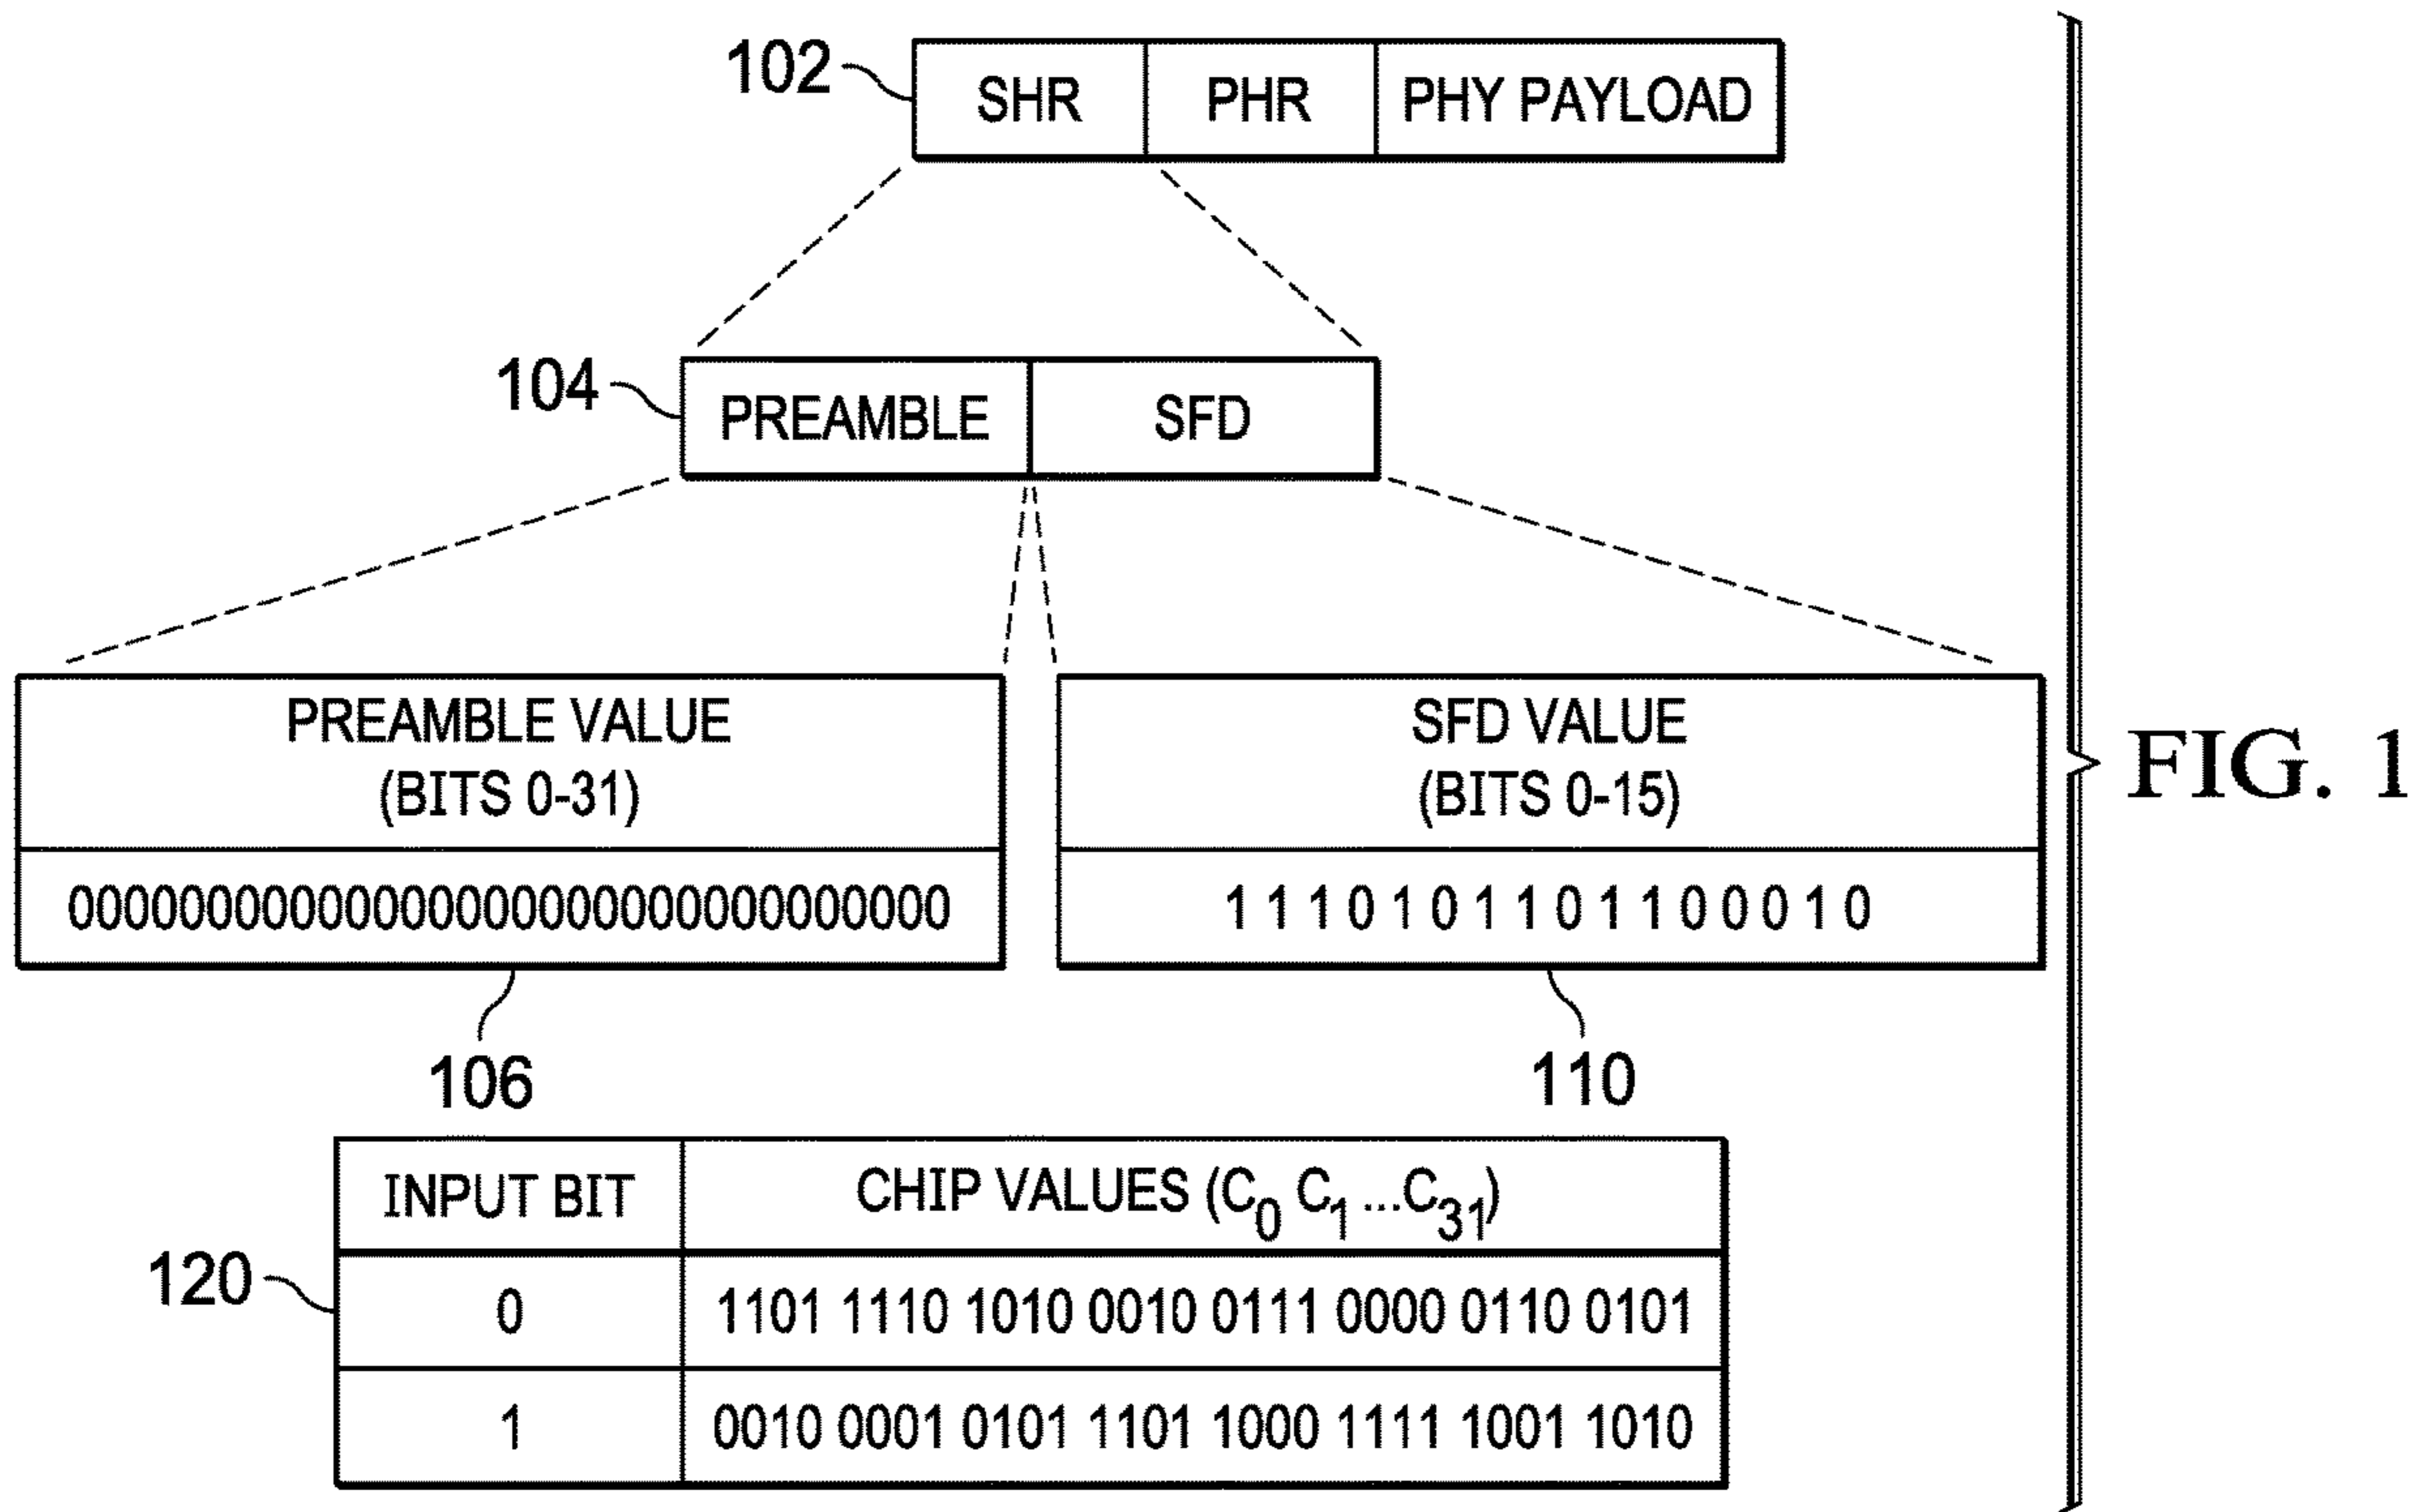 102 SHR PHR PHY PAYLOAD
104 PREAMBLE SFD
PREAMBLE VALUE
(BITS 0-31)
00000000000000000000000000000000
106
SFD VALUE
(BITS 0-15)
1 1 1 0 1 0 1 1 0 1 1 0 0 0 1 0
110
FIG. 1
INPUT BIT CHIP VALUES (C0 C1 ...C31)
120
0 1101 1110 1010 0010 0111 0000 0110 0101
1 0010 0001 0101 1101 1000 1111 1001 1010